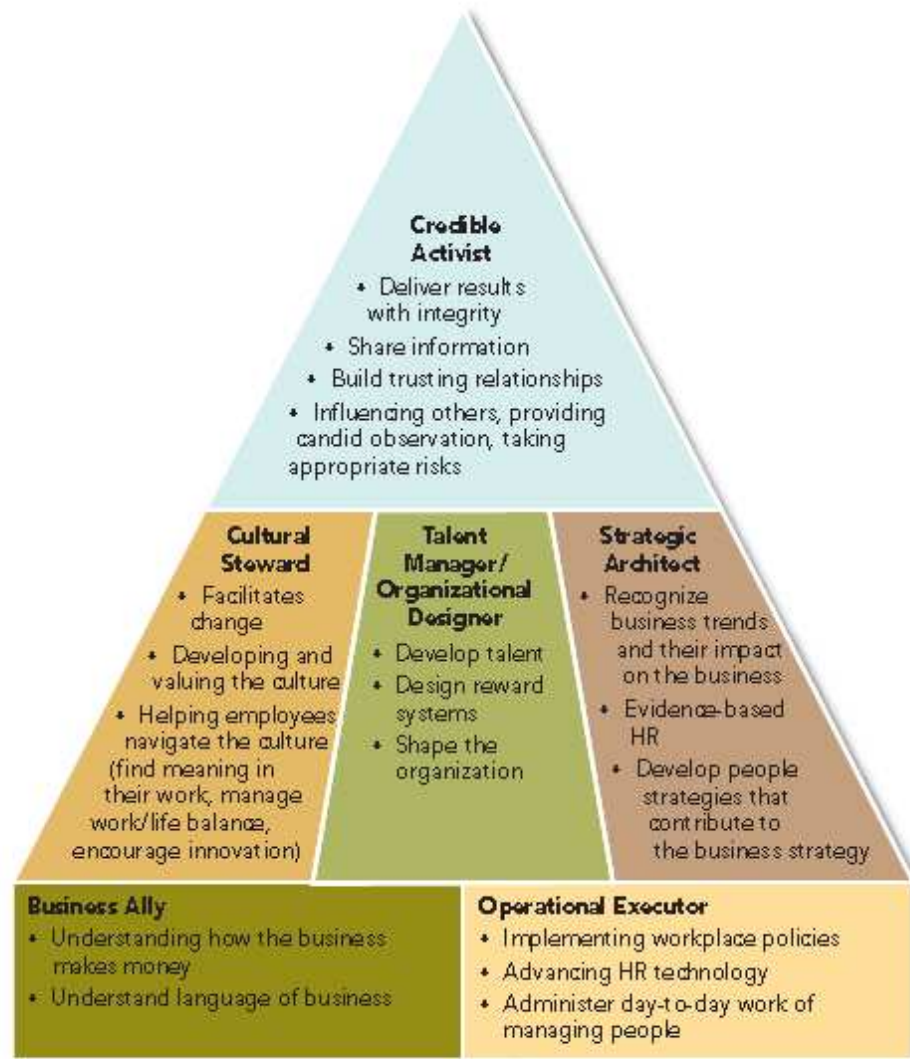 Credible
Activist
• Deliver results
with integrity
• Share information
• Build trusting relationships
• Influencing others, providing
candid observation, taking
appropriate risks
Cultural
Steward
• Facilitates
change
• Developing and
valuing the culture
• Helping employees
navigate the culture
(find meaning in
their work, manage
work/life balance,
encourage innovation)
Talent
Manager/
Organizational
Designer
• Develop talent
• Design reward
systems
• Shape the
organization
Strategic
Architect
• Recognize
business trends
and their impact
on the business
• Evidence-based
HR
• Develop people
strategies that
contribute to
the business strategy
Business Ally
• Understanding how the business
makes money
• Understand language of business
Operational Executor
• Implementing workplace policies
• Advancing HR technology
• Administer day-to-day work of
managing people